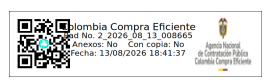 Colombia Compra Eficiente
Rad No. 2_2026_08_13_008665
Anexos: No Con copia: No
Fecha: 13/08/2026 18:41:37
Agencia Nacional
de Contratación Pública
Colombia Compra Eficiente